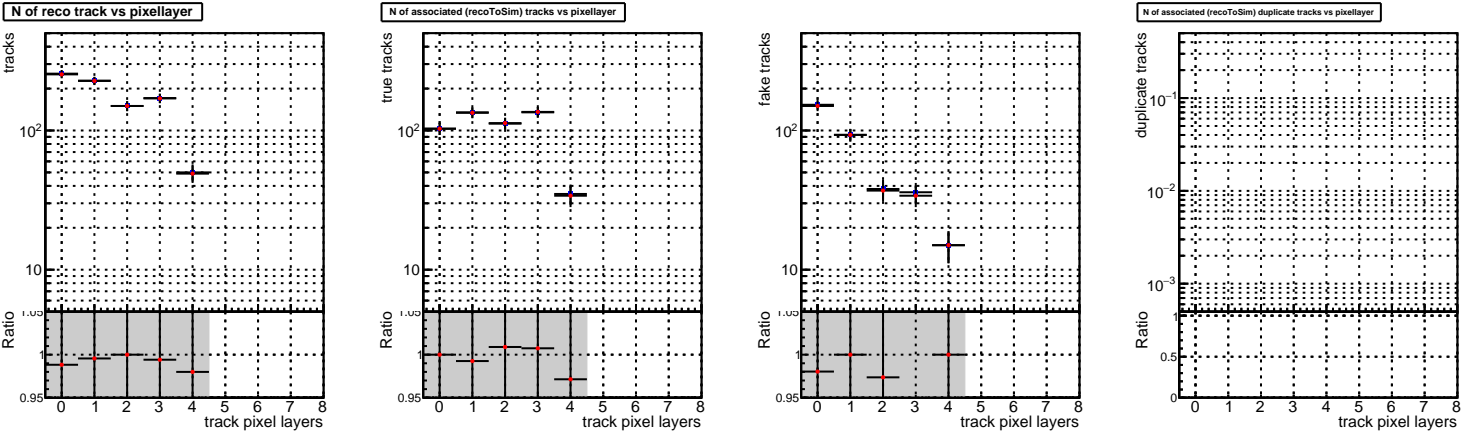 N of reco track vs pixellayer
tracks
10²
10
Ratio
1.05
1
0.95
0 1 2 3 4 5 6 7 8
track pixel layers
N of associated (recoToSim) tracks vs pixellayer
true tracks
10²
10
Ratio
1.05
1
0.95
0 1 2 3 4 5 6 7 8
track pixel layers
fake tracks
10²
10
Ratio
1.05
1
0.95
0 1 2 3 4 5 6 7 8
track pixel layers
N of associated (recoToSim) duplicate tracks vs pixellayer
duplicate tracks
10⁻¹
10⁻²
10⁻³
Ratio
1
0.5
0
0 1 2 3 4 5 6 7 8
track pixel layers